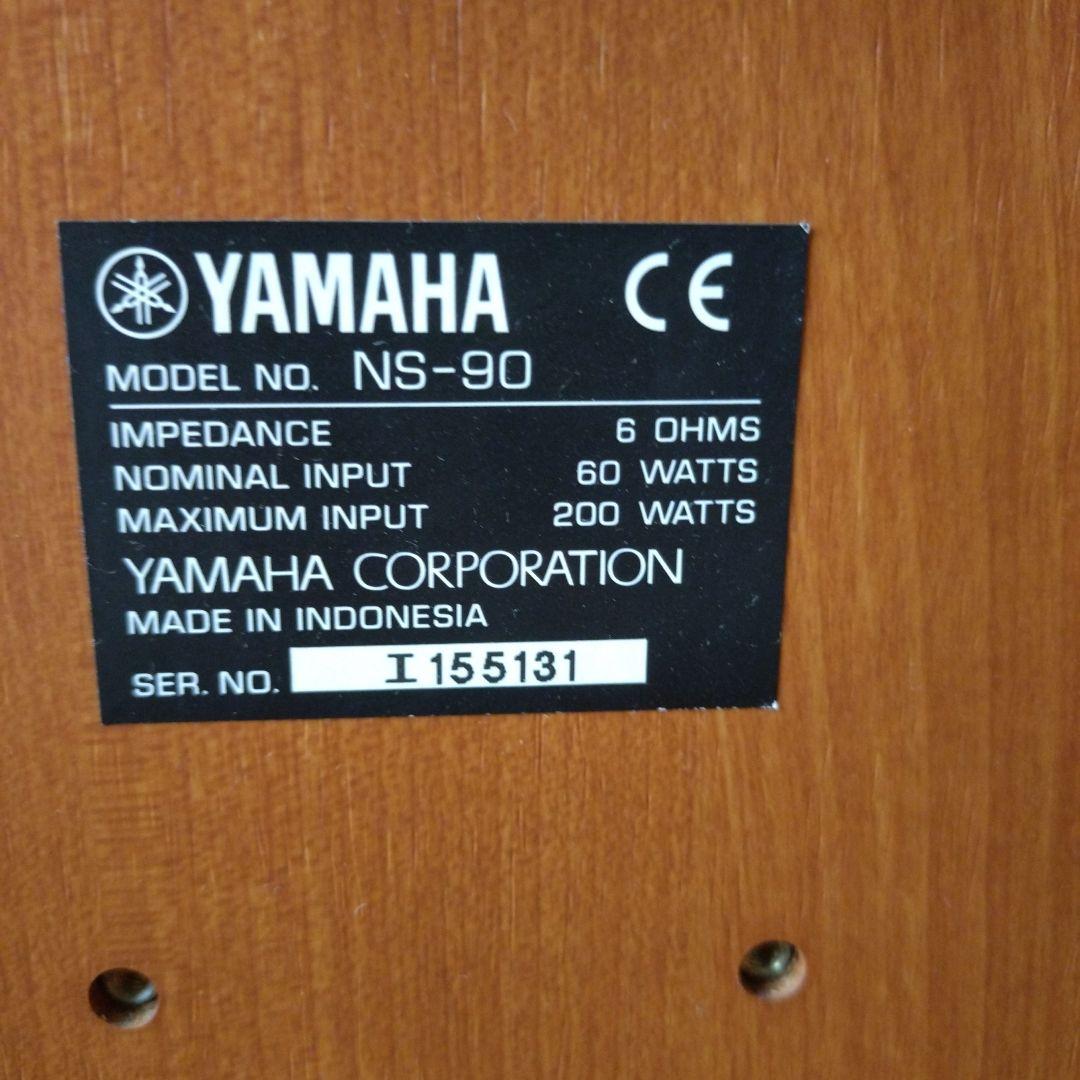 YAMAHA CE
MODEL NO. NS-90
IMPEDANCE 6 OHMS
NOMINAL INPUT 60 WATTS
MAXIMUM INPUT 200 WATTS
YAMAHA CORPORATION
MADE IN INDONESIA
SER. NO. I155131